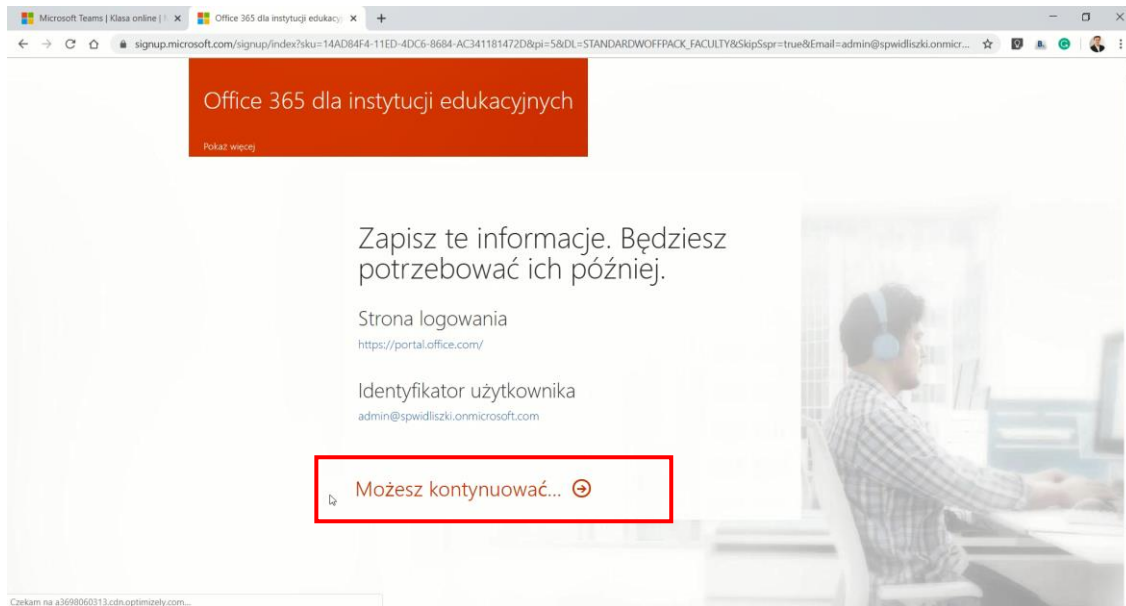 Microsoft Teams | Klasa online |
Office 365 dla instytucji edukacyj
signup.microsoft.com/signup/index?sku=14AD84F4-11ED-4DC6-8684-AC341181472D&pi=5&DL=STANDARDWOFFPACK_FACULTY&SkipSspr=true&Email=admin@spwidliszki.onmicr...
Office 365 dla instytucji edukacyjnych
Pokaż więcej
Zapisz te informacje. Będziesz
potrzebować ich później.
Strona logowania
https://portal.office.com/
Identyfikator użytkownika
admin@spwidliszki.onmicrosoft.com
Możesz kontynuować...
Czekam na a3698060313.cdn.optimizely.com...